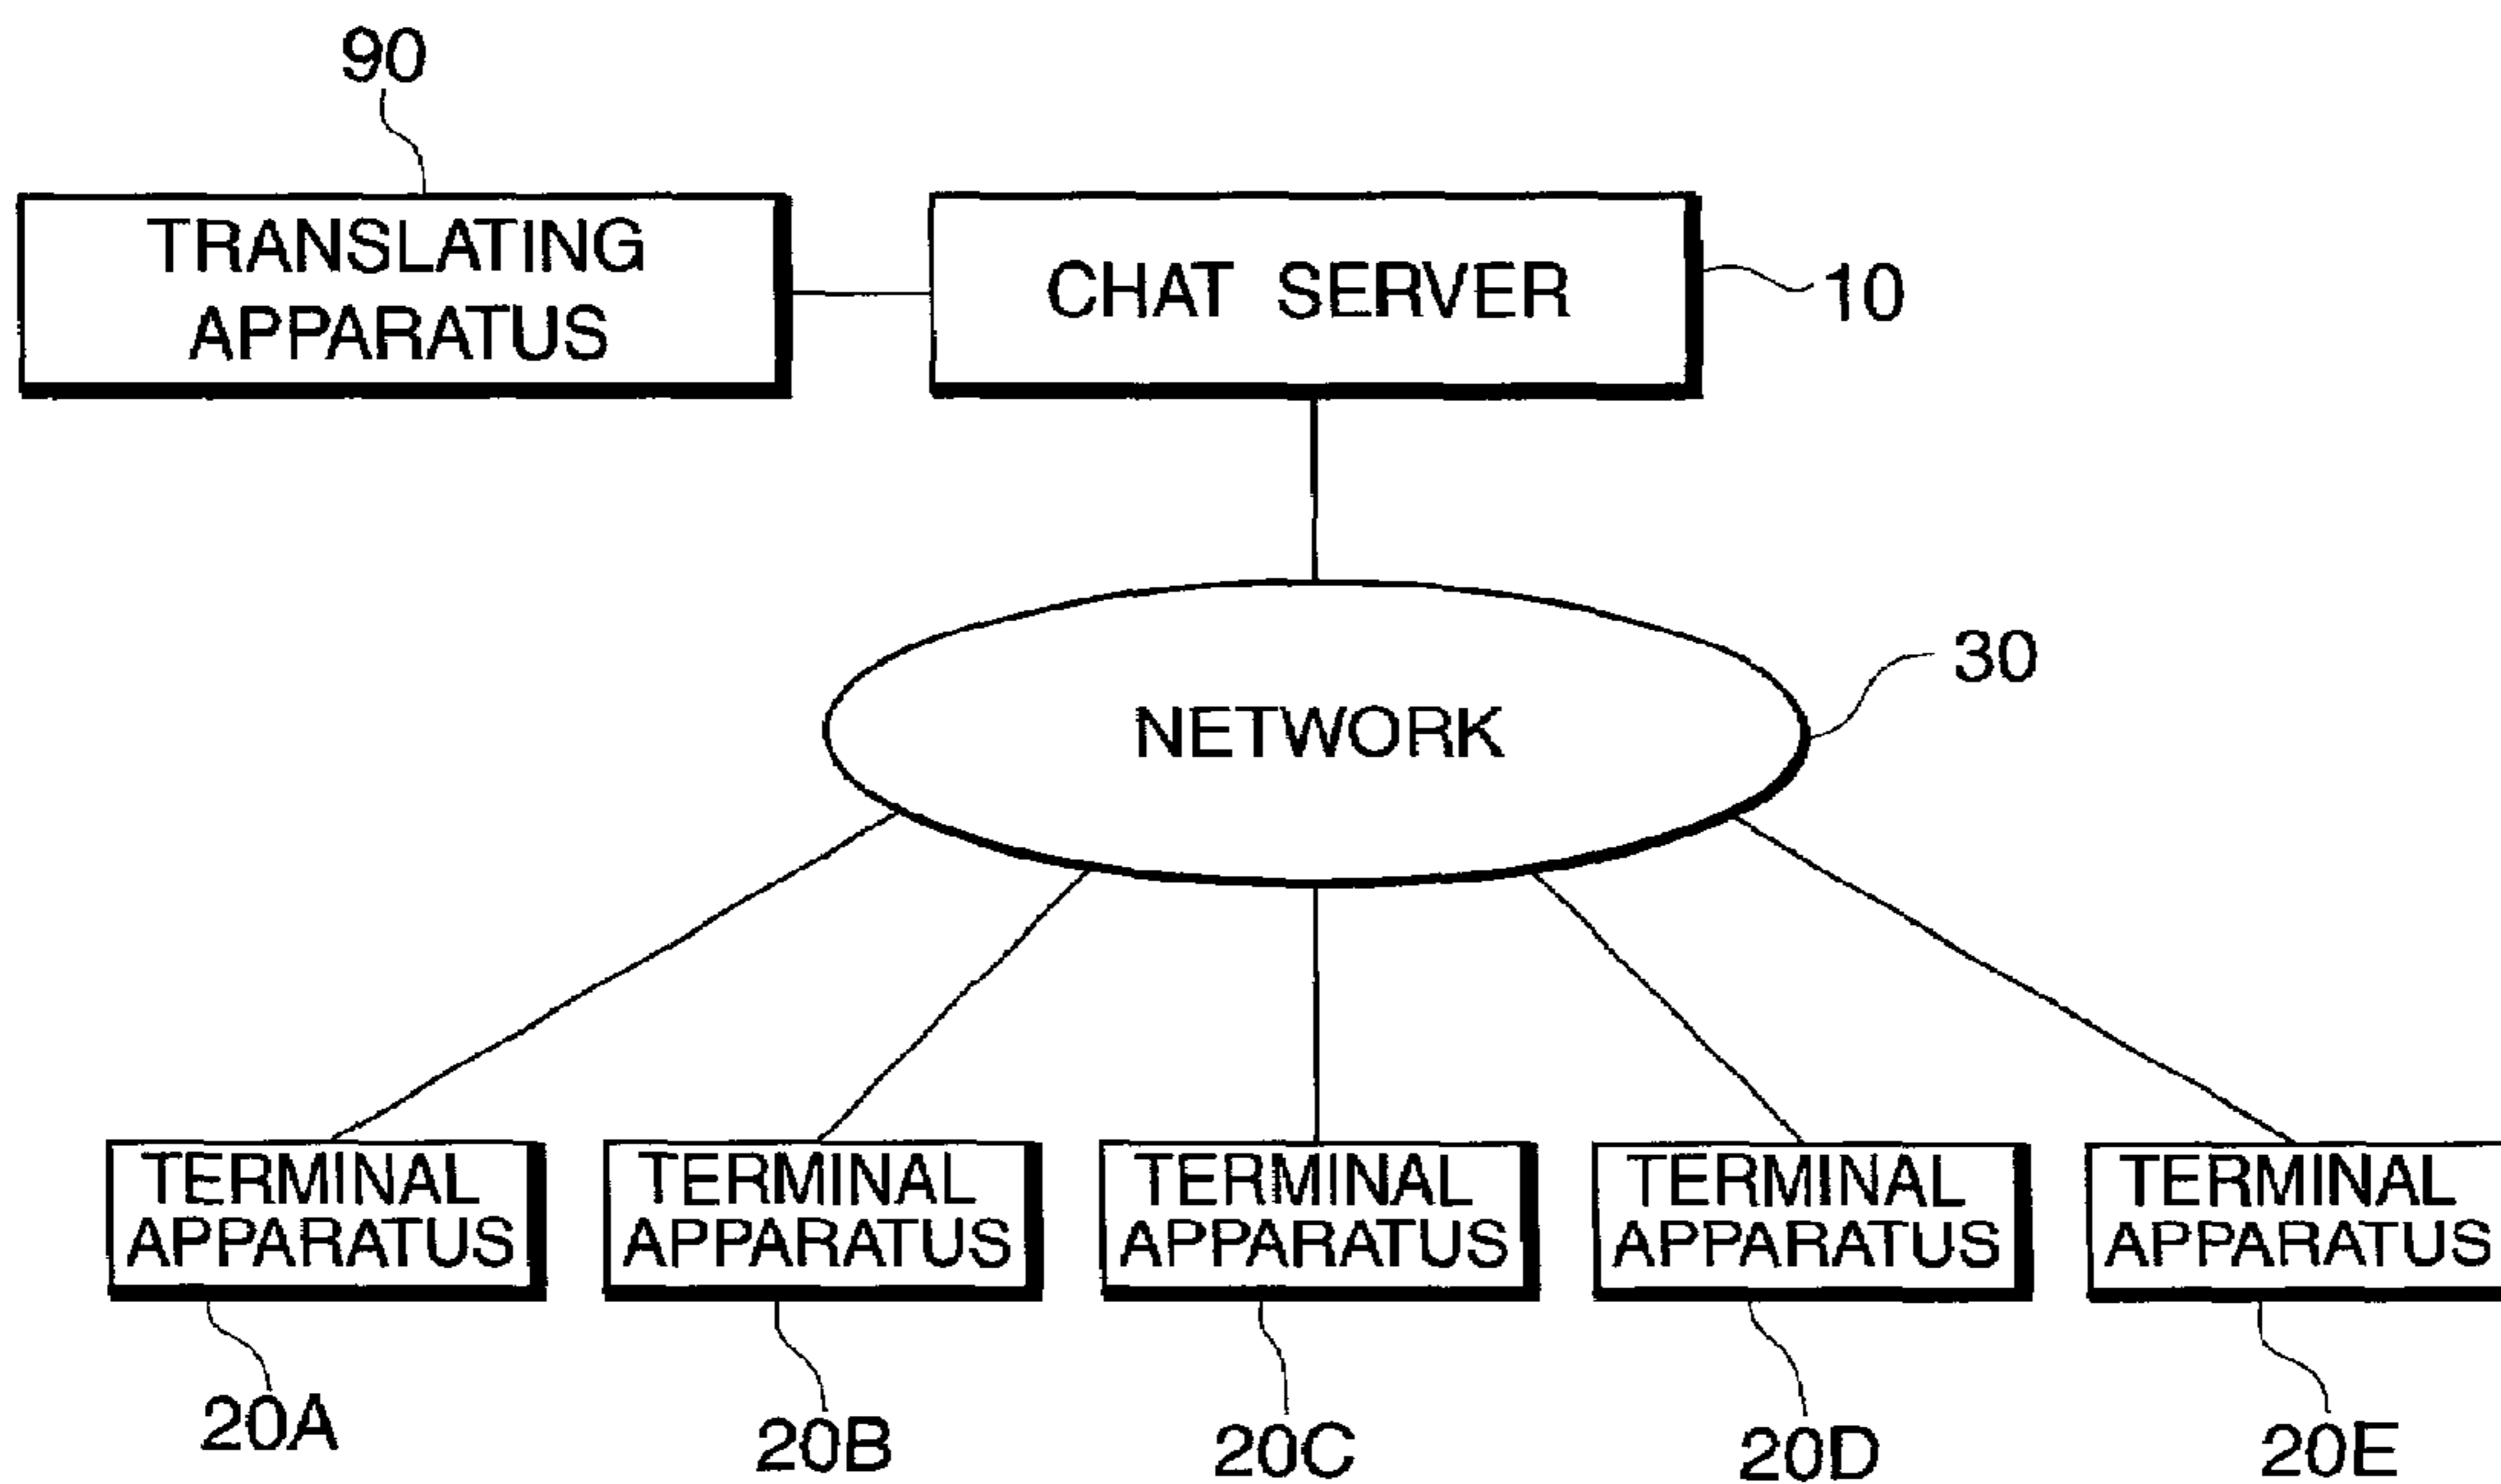 90
TRANSLATING
APPARATUS
CHAT SERVER
10
30
NETWORK
TERMINAL
APPARATUS
TERMINAL
APPARATUS
TERMINAL
APPARATUS
TERMINAL
APPARATUS
TERMINAL
APPARATUS
20A
20B
20C
20D
20E